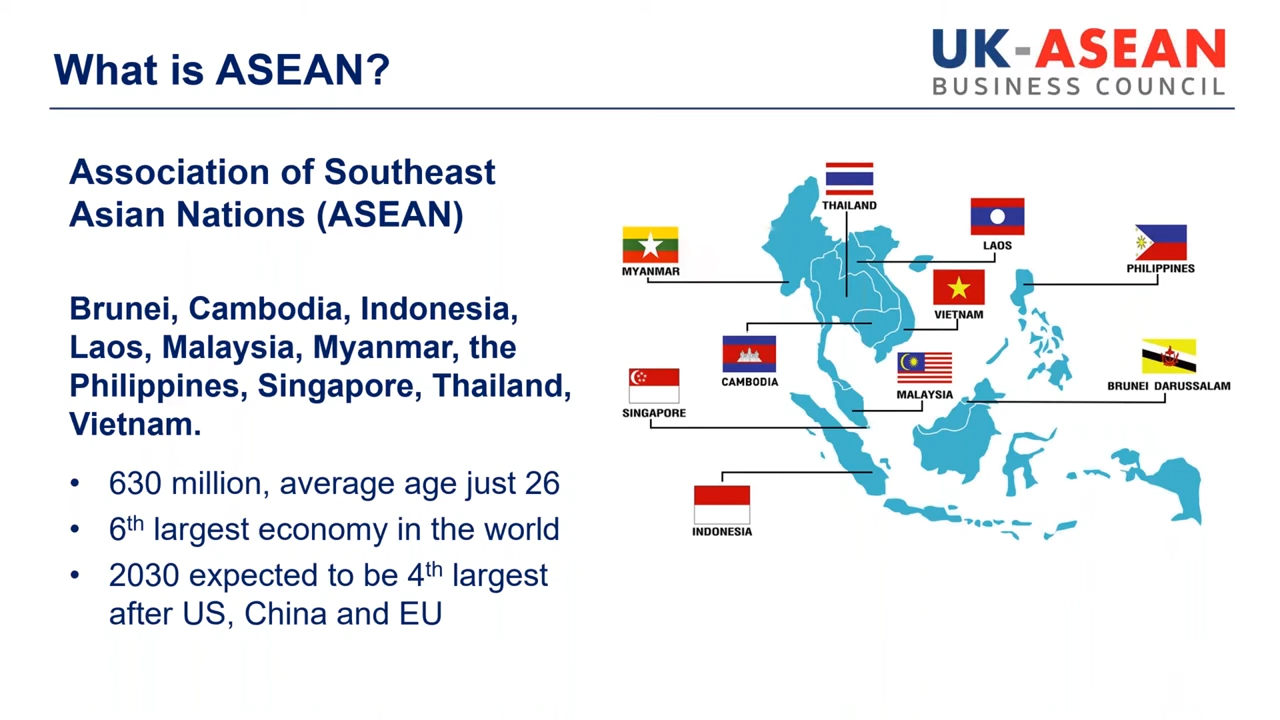 What is ASEAN?
UK-ASEAN
BUSINESS COUNCIL
Association of Southeast
Asian Nations (ASEAN)
Brunei, Cambodia, Indonesia,
Laos, Malaysia, Myanmar, the
Philippines, Singapore, Thailand,
Vietnam.
• 630 million, average age just 26
• 6th largest economy in the world
• 2030 expected to be 4th largest
after US, China and EU
THAILAND
LAOS
MYANMAR
PHILIPPINES
VIETNAM
CAMBODIA
MALAYSIA
BRUNEI DARUSSALAM
SINGAPORE
INDONESIA